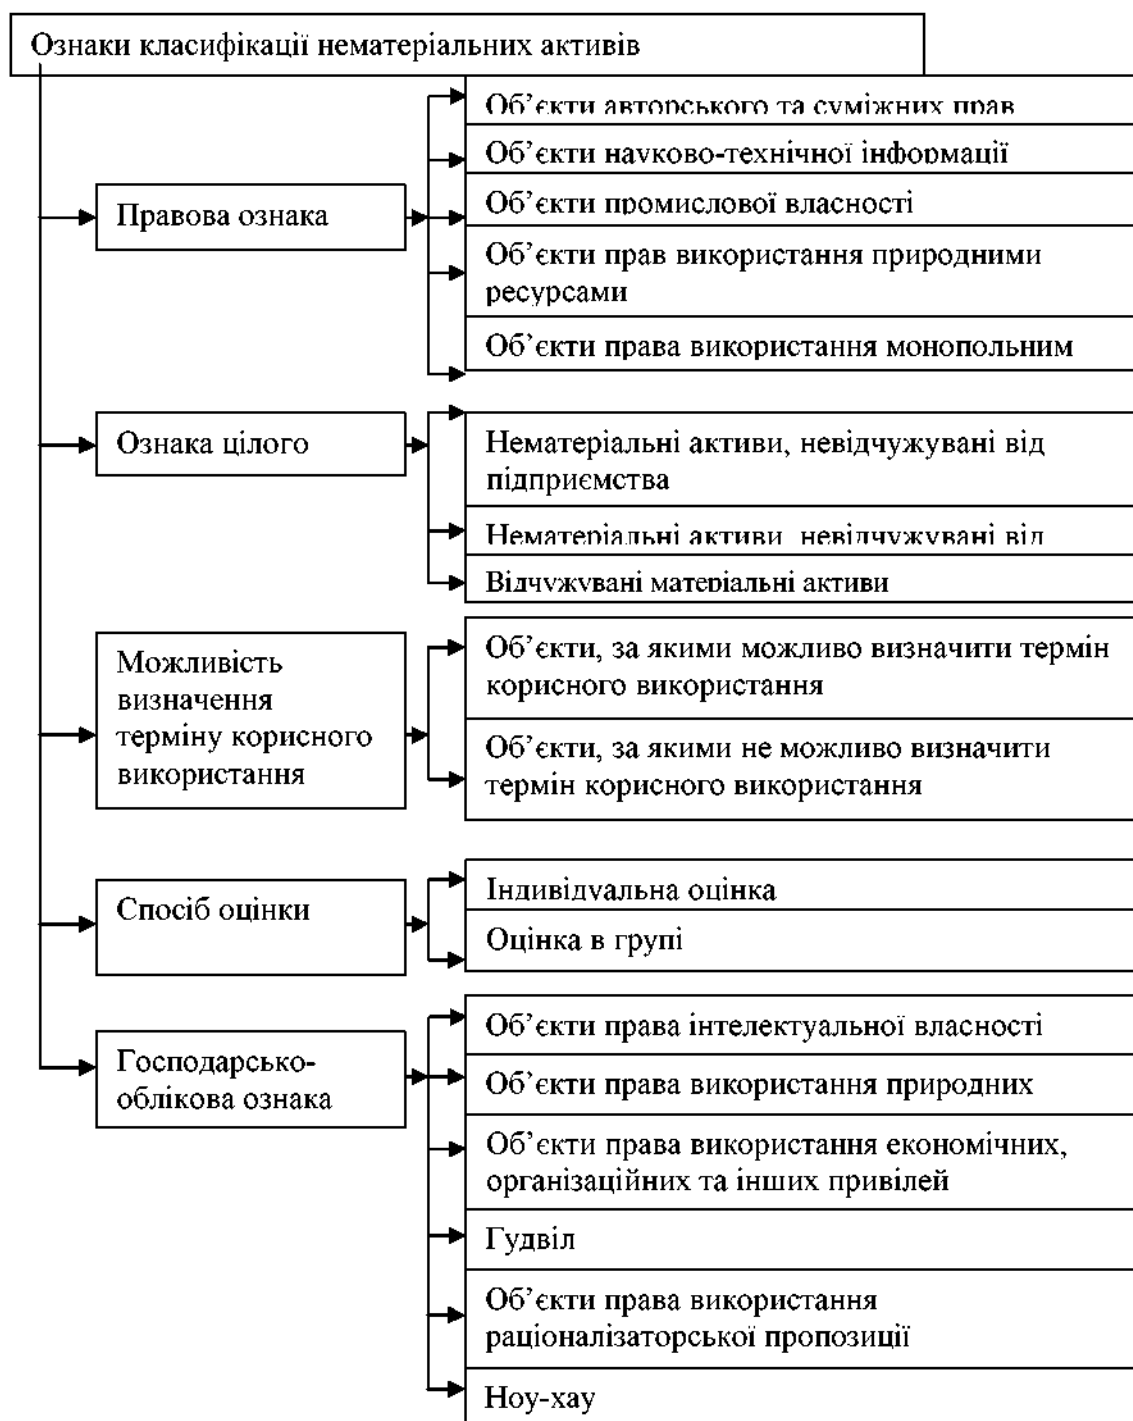 Ознаки класифікації нематеріальних активів
Правова ознака
Об’єкти авторського та суміжних прав
Об’єкти науково-технічної інформації
Об’єкти промислової власності
Об’єкти прав використання природними
ресурсами
Об’єкти права використання монопольним
Ознака цілого
Нематеріальні активи, невідчужувані від
підприємства
Нематеріальні активи невідчужувані від
Відчужувані матеріальні активи
Можливість
визначення
терміну корисного
використання
Об’єкти, за якими можливо визначити термін
корисного використання
Об’єкти, за якими не можливо визначити
термін корисного використання
Спосіб оцінки
Індивідуальна оцінка
Оцінка в групі
Господарсько-
облікова ознака
Об’єкти права інтелектуальної власності
Об’єкти права використання природних
Об’єкти права використання економічних,
організаційних та інших привілей
Гудвіл
Об’єкти права використання
раціоналізаторської пропозиції
Ноу-хау